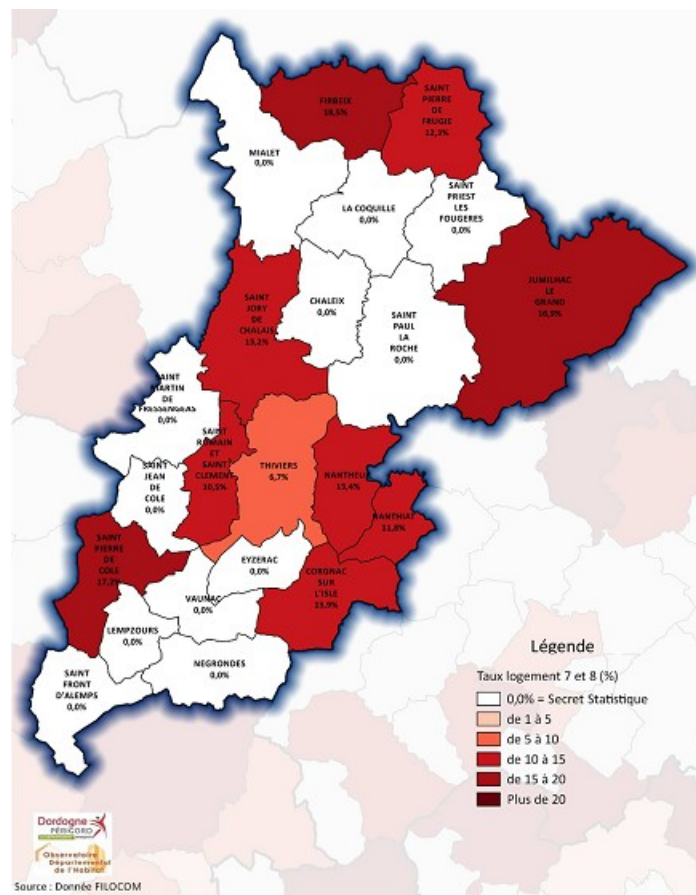 FIRBEIX
18,5%
SAINT
PIERRE
DE
FRUGIE
12,3%
MIALET
0,0%
LA COQUILLE
0,0%
SAINT
PRIEST
LES
FOUGERES
0,0%
JUMILHAC
LE
GRAND
16,9%
SAINT
JORY
DE
CHALAIS
15,2%
CHALEIX
0,0%
SAINT
PAUL
LA
ROCHE
0,0%
SAINT
MARTIN
DE
FRESSENGEAS
0,0%
SAINT
ROMAIN
ET
SAINT
CLEMENT
10,5%
THIVIERS
6,7%
NANTHEUIL
NANTHIAT
11,8%
SAINT
JEAN
DE
COLE
0,0%
SAINT
PIERRE
DE
COLE
17,2%
EYZERAC
0,0%
VAUNAC
0,0%
CORGNAC
SUR
L'ISLE
13,9%
LEMPZOURS
0,0%
NEGRONDES
0,0%
SAINT
FRONT
D'ALEMPS
0,0%
Légende
Taux logement 7 et 8 (%)
0,0% = Secret Statistique
de 1 à 5
de 5 à 10
de 10 à 15
de 15 à 20
Plus de 20
Dordogne
PÉRIGORD
Observatoire
Départemental
de l'Habitat
Source : Donnée FILOCOM